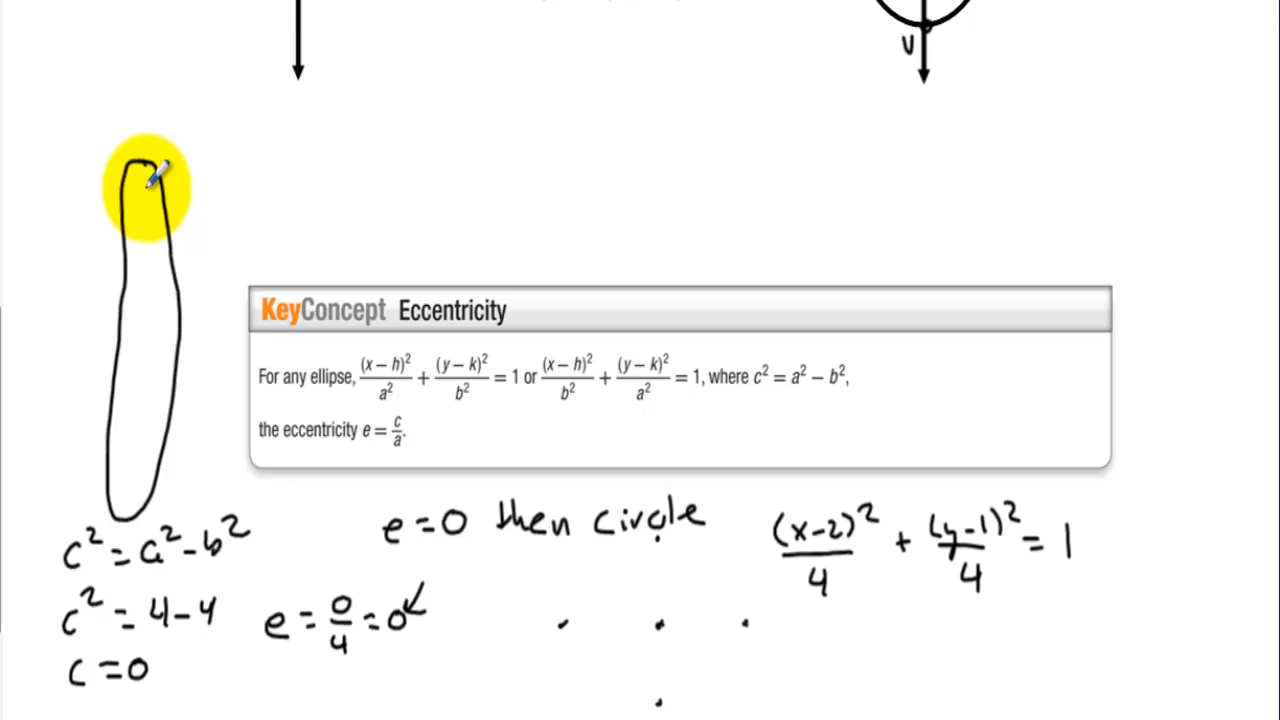 V
KeyConcept Eccentricity
For any ellipse, (x – h)²/a² + (y – k)²/b² = 1 or (x – h)²/b² + (y – k)²/a² = 1, where c² = a² – b²,
the eccentricity e = c/a.
e = 0 then circle
(x-2)²/4 + (y-1)²/4 = 1
c² = a² - b²
c² = 4 - 4
e = 0/4 = 0
c = 0